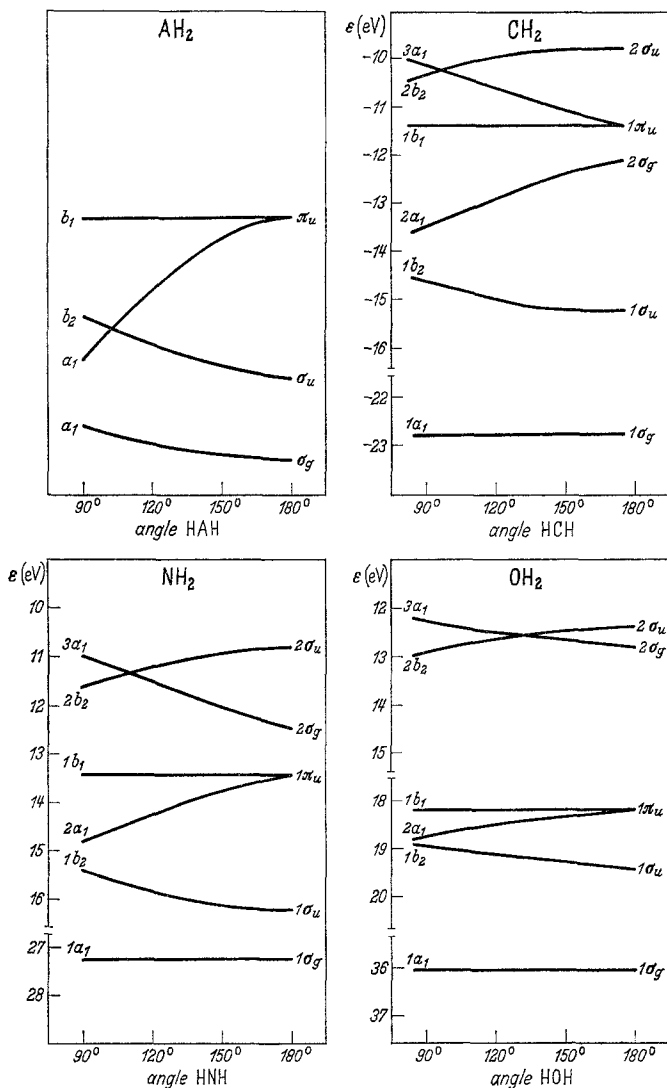 AH₂
b₁
πᵤ
b₂
a₁
σᵤ
a₁
σg
90° 120° 150° 180°
angle HAH
ε (eV)
CH₂
-10
3a₁
2σᵤ
2b₂
-11
1b₁
1πᵤ
-12
2σg
-13
2a₁
-14
1b₂
-15
1σᵤ
-16
-22
1a₁
1σg
-23
90° 120° 150° 180°
angle HCH
ε (eV)
NH₂
10
3a₁
2σᵤ
11
2b₂
12
2σg
13
1b₁
1πᵤ
14
2a₁
15
1b₂
16
1σᵤ
27
1a₁
1σg
28
90° 120° 150° 180°
angle HNH
ε (eV)
OH₂
12
3a₁
2σᵤ
2σg
13
2b₂
14
15
18
1b₁
1πᵤ
2a₁
19
1b₂
1σᵤ
20
36
1a₁
1σg
37
90° 120° 150° 180°
angle HOH